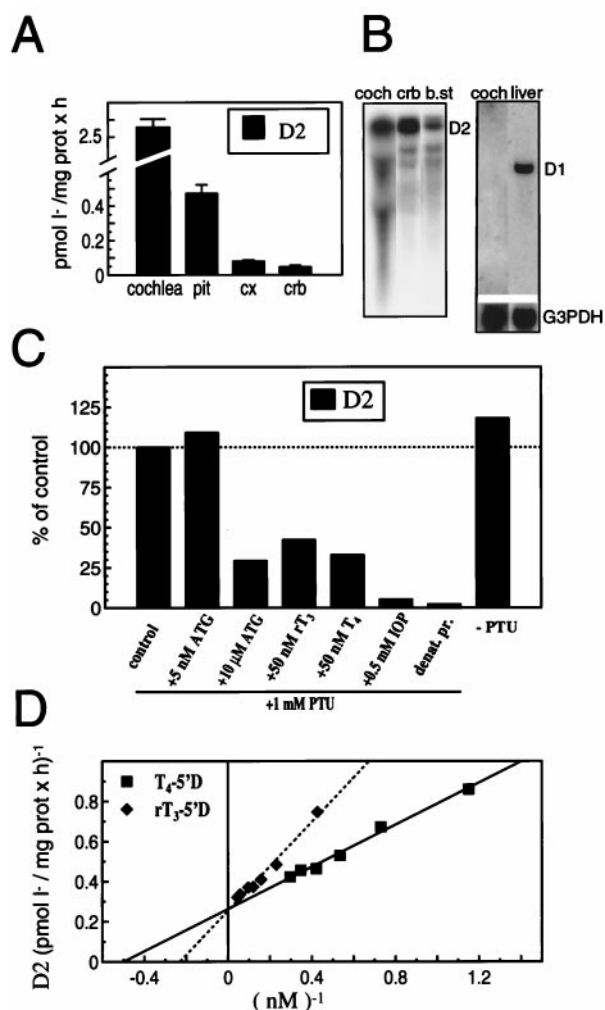 A
pmol I- /mg prot x h
2.5
0.4
0.2
0
D2
cochlea pit cx crb
B
coch crb b.st
D2
coch liver
D1
G3PDH
C
% of control
125
100
75
50
25
0
D2
control
+5 nM ATG
+10 µM ATG
+50 nM rT3
+50 nM T4
+0.5 mM IOP
denat. pr.
- PTU
+1 mM PTU
D
D2 (pmol I- / mg prot x h)-1
0.8
0.6
0.4
0.2
0
T4-5'D
rT3-5'D
-0.4 0 0.4 0.8 1.2
( nM )-1